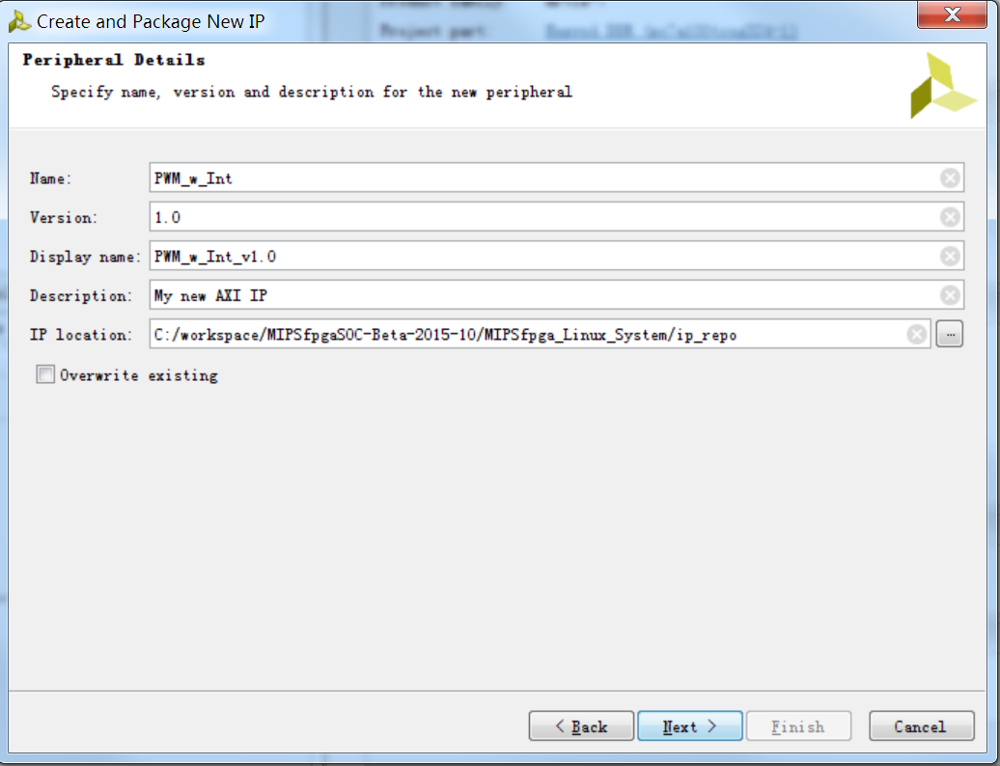 Create and Package New IP
Project part:
Peripheral Details
Specify name, version and description for the new peripheral
Name: PWM_w_Int
Version: 1.0
Display name: PWM_w_Int_v1.0
Description: My new AXI IP
IP location: C:/workspace/MIPSfpgaSOC-Beta-2015-10/MIPSfpga_Linux_System/ip_repo ...
Overwrite existing
< Back Next > Finish Cancel